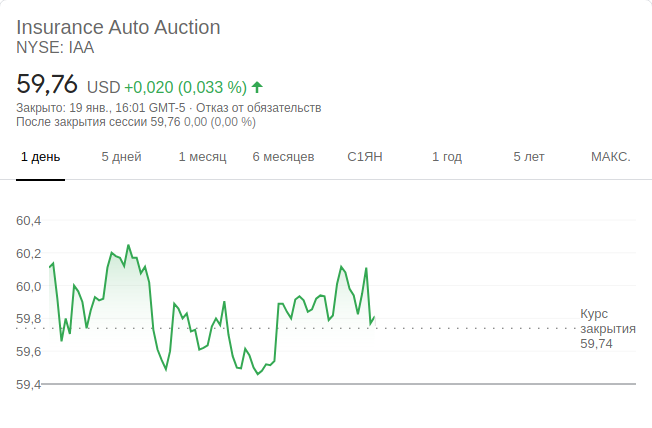 Insurance Auto Auction
NYSE: IAA
59,76 USD +0,020 (0,033 %)
Закрыто: 19 янв., 16:01 GMT-5 · Отказ от обязательств
После закрытия сессии 59,76 0,00 (0,00 %)
1 день 5 дней 1 месяц 6 месяцев С1ЯН 1 год 5 лет МАКС.
60,4
60,2
60,0
59,8
59,6
59,4
Курс
закрытия
59,74